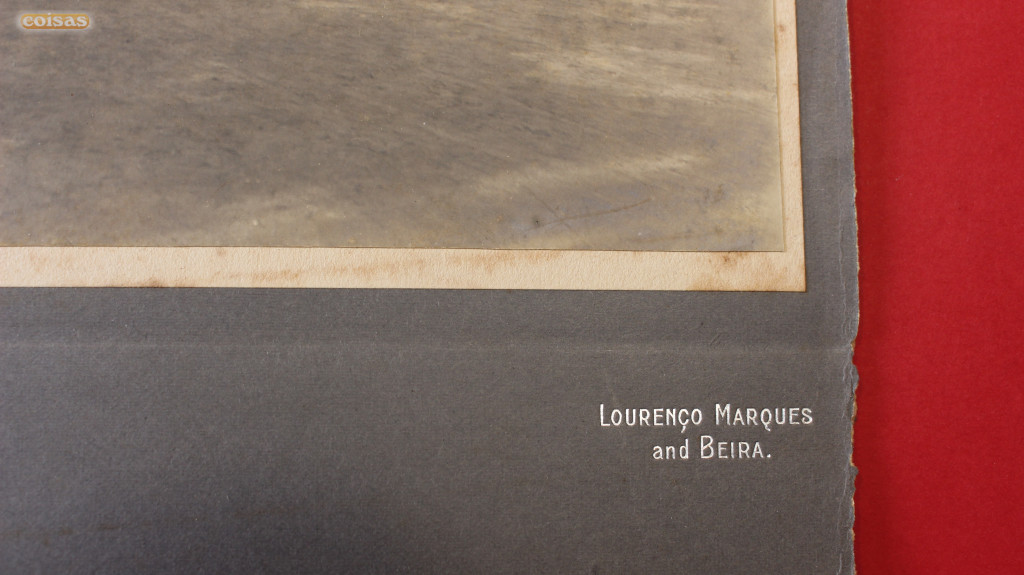 coisas
LOURENÇO MARQUES
and BEIRA.